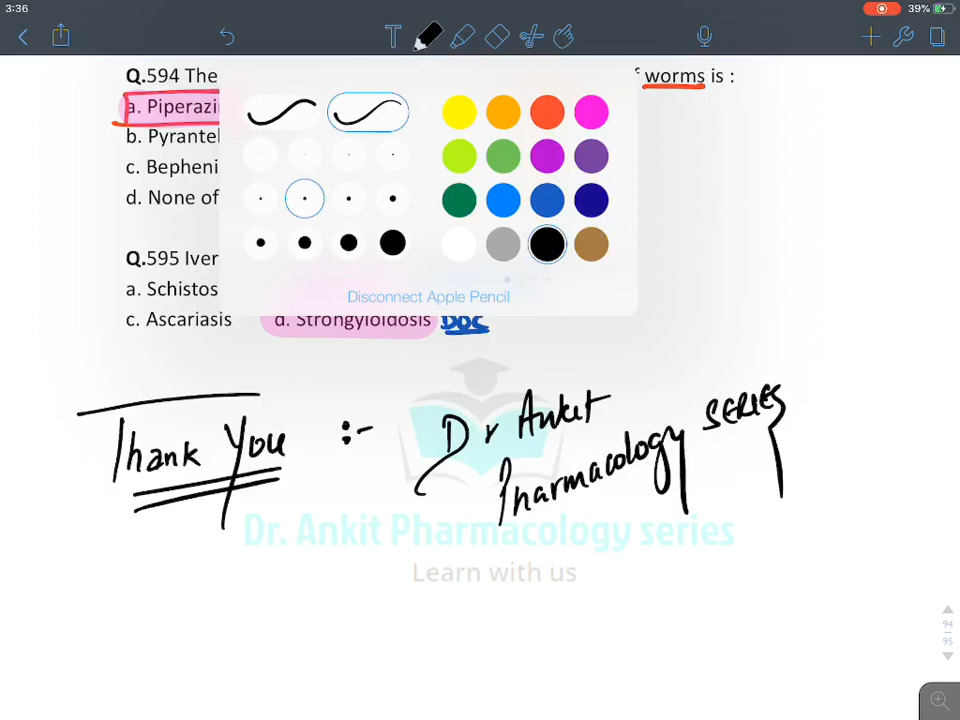 3:36
39%
T
Q.594 The
worms is :
a. Piperazi
b. Pyrantel
c. Bepheni
d. None of
Q.595 Iver
a. Schistos
Disconnect Apple Pencil
c. Ascariasis d. Strongyloidosis DOC
Thank You :- Dr Ankit
Pharmacology SERIES
Dr. Ankit Pharmacology series
Learn with us
94
95